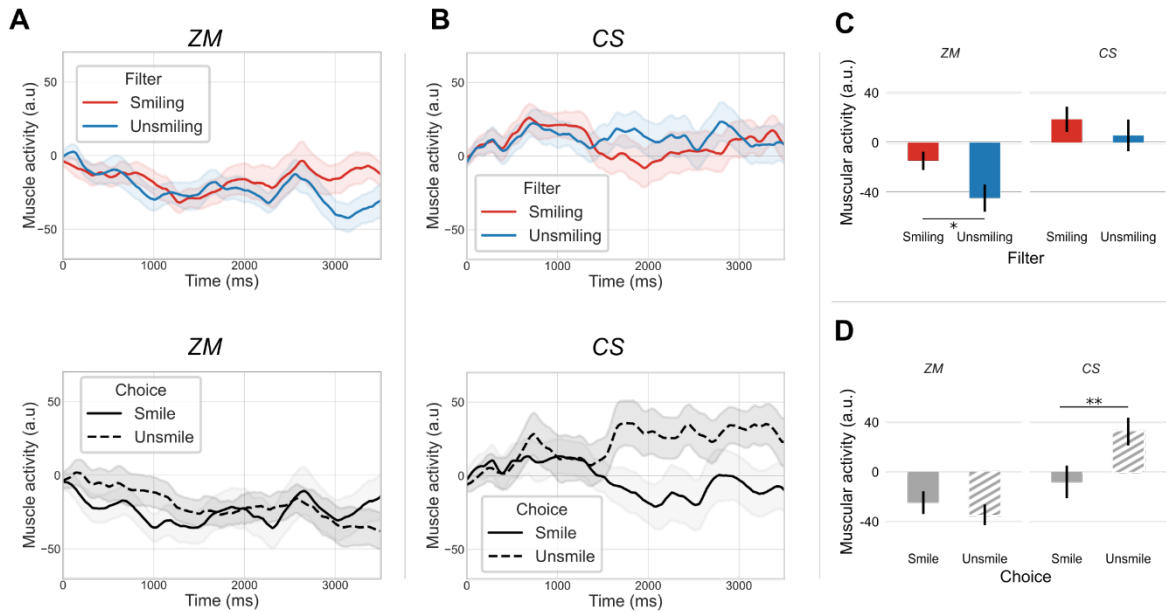 A
ZM
Muscle activity (a.u)
50
0
−50
Filter
Smiling
Unsmiling
0
1000
2000
3000
Time (ms)
ZM
Muscle activity (a.u)
50
0
−50
Choice
Smile
Unsmile
0
1000
2000
3000
Time (ms)
B
CS
Muscle activity (a.u)
50
0
−50
Filter
Smiling
Unsmiling
0
1000
2000
3000
Time (ms)
CS
Muscle activity (a.u)
50
0
−50
Choice
Smile
Unsmile
0
1000
2000
3000
Time (ms)
C
ZM
CS
Muscular activity (a.u.)
40
0
-40
*
Smiling
Unsmiling
Smiling
Unsmiling
Filter
D
ZM
CS
Muscular activity (a.u.)
40
0
-40
**
Smile
Unsmile
Smile
Unsmile
Choice